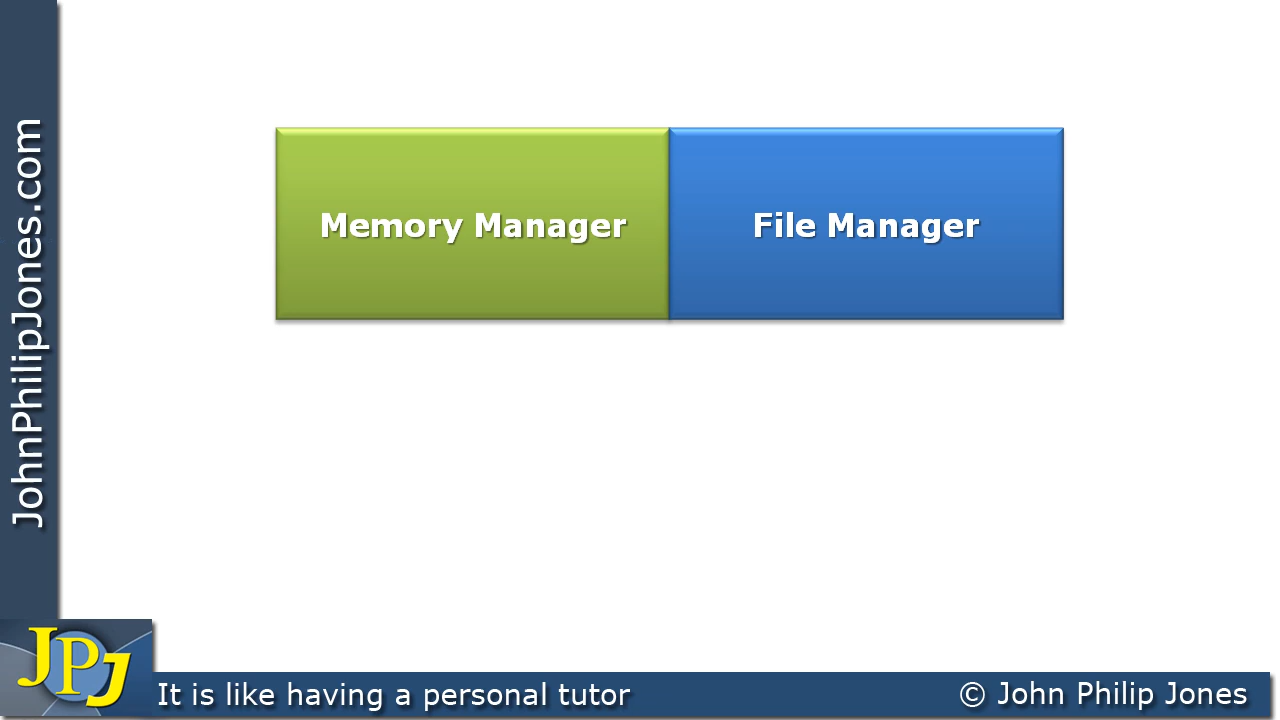 JohnPhilipJones.com
Memory Manager
File Manager
JPJ
It is like having a personal tutor
© John Philip Jones